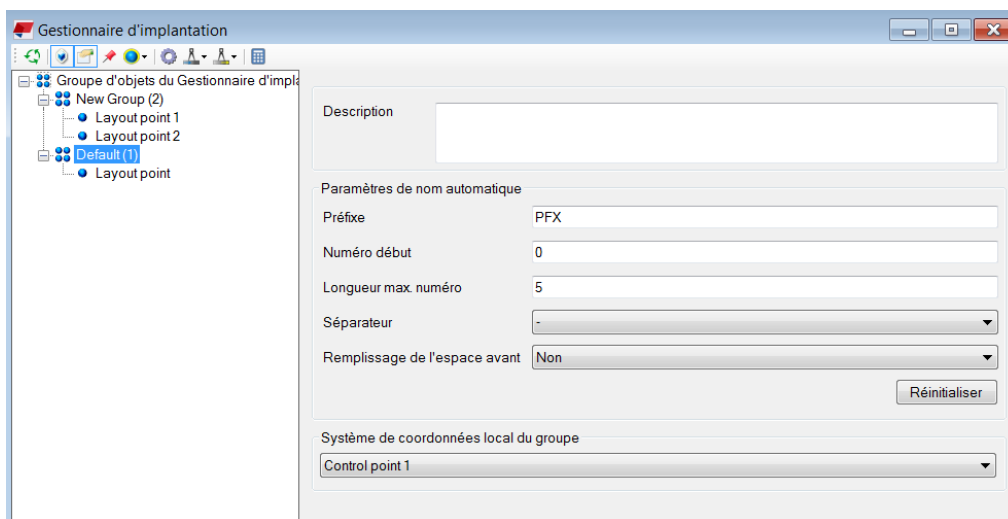 Gestionnaire d'implantation
Groupe d'objets du Gestionnaire d'impla
New Group (2)
Layout point 1
Layout point 2
Default (1)
Layout point
Description
Paramètres de nom automatique
Préfixe PFX
Numéro début 0
Longueur max. numéro 5
Séparateur -
Remplissage de l'espace avant Non
Réinitialiser
Système de coordonnées local du groupe
Control point 1